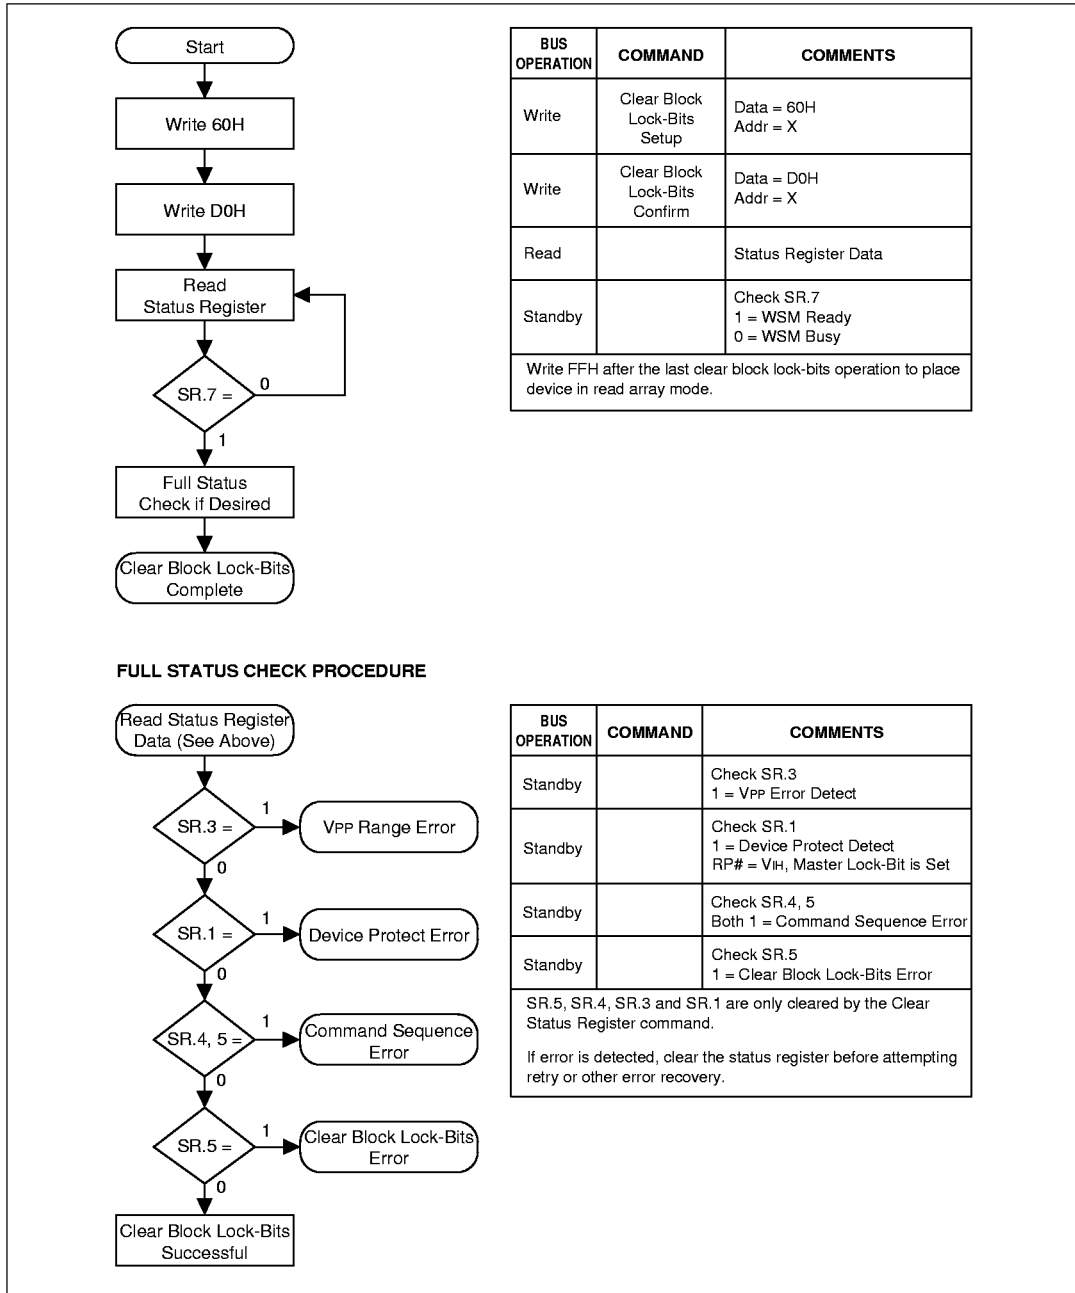 Start
Write 60H
Write D0H
Read
Status Register
SR.7 =
0
1
Full Status
Check if Desired
Clear Block Lock-Bits
Complete
BUS OPERATION COMMAND COMMENTS
Write
Clear Block
Lock-Bits
Setup
Data = 60H
Addr = X
Write
Clear Block
Lock-Bits
Confirm
Data = D0H
Addr = X
Read
Status Register Data
Standby
Check SR.7
1 = WSM Ready
0 = WSM Busy
Write FFH after the last clear block lock-bits operation to place
device in read array mode.
FULL STATUS CHECK PROCEDURE
Read Status Register
Data (See Above)
SR.3 =
1
VPP Range Error
0
SR.1 =
1
Device Protect Error
0
SR.4, 5 =
1
Command Sequence
Error
0
SR.5 =
1
Clear Block Lock-Bits
Error
0
Clear Block Lock-Bits
Successful
BUS OPERATION COMMAND COMMENTS
Standby
Check SR.3
1 = VPP Error Detect
Standby
Check SR.1
1 = Device Protect Detect
RP# = VIH, Master Lock-Bit is Set
Standby
Check SR.4, 5
Both 1 = Command Sequence Error
Standby
Check SR.5
1 = Clear Block Lock-Bits Error
SR.5, SR.4, SR.3 and SR.1 are only cleared by the Clear
Status Register command.
If error is detected, clear the status register before attempting
retry or other error recovery.